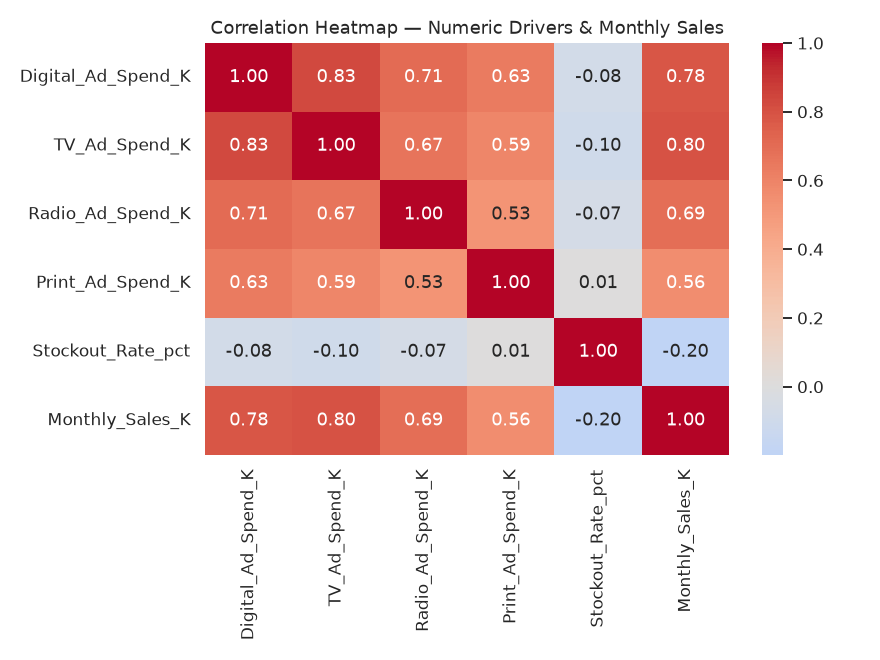 Correlation Heatmap — Numeric Drivers & Monthly Sales
Digital_Ad_Spend_K 1.00 0.83 0.71 0.63 -0.08 0.78
TV_Ad_Spend_K 0.83 1.00 0.67 0.59 -0.10 0.80
Radio_Ad_Spend_K 0.71 0.67 1.00 0.53 -0.07 0.69
Print_Ad_Spend_K 0.63 0.59 0.53 1.00 0.01 0.56
Stockout_Rate_pct -0.08 -0.10 -0.07 0.01 1.00 -0.20
Monthly_Sales_K 0.78 0.80 0.69 0.56 -0.20 1.00
Digital_Ad_Spend_K
TV_Ad_Spend_K
Radio_Ad_Spend_K
Print_Ad_Spend_K
Stockout_Rate_pct
Monthly_Sales_K
1.0
0.8
0.6
0.4
0.2
0.0